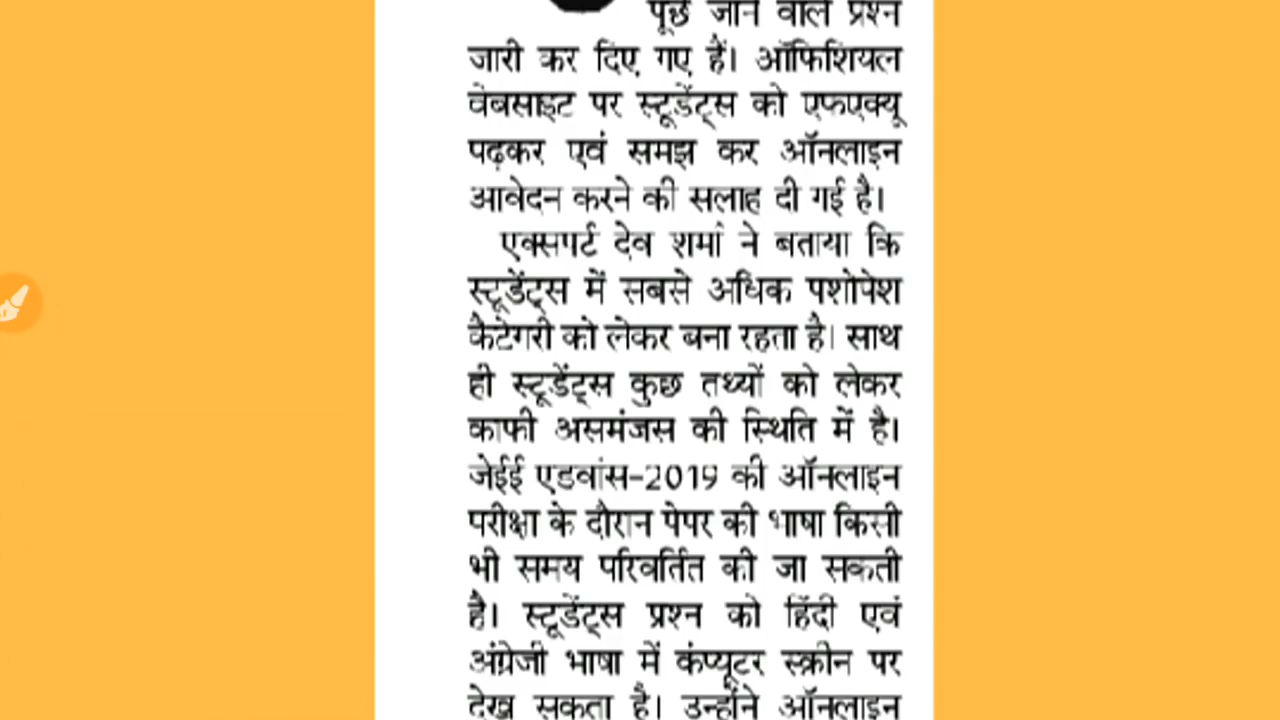 पूछे जाने वाले प्रश्न
जारी कर दिए गए हैं। ऑफिशियल
वेबसाइट पर स्टूडेंट्स को एफएक्यू
पढ़कर एवं समझ कर ऑनलाइन
आवेदन करने की सलाह दी गई है।
एक्सपर्ट देव शर्मा ने बताया कि
स्टूडेंट्स में सबसे अधिक पशोपेश
कैटेगरी को लेकर बना रहता है। साथ
ही स्टूडेंट्स कुछ तथ्यों को लेकर
काफी असमंजस की स्थिति में है।
जेईई एडवांस-2019 की ऑनलाइन
परीक्षा के दौरान पेपर की भाषा किसी
भी समय परिवर्तित की जा सकती
है। स्टूडेंट्स प्रश्न को हिंदी एवं
अंग्रेजी भाषा में कंप्यूटर स्क्रीन पर
देख सकता है। उन्होंने ऑनलाइन